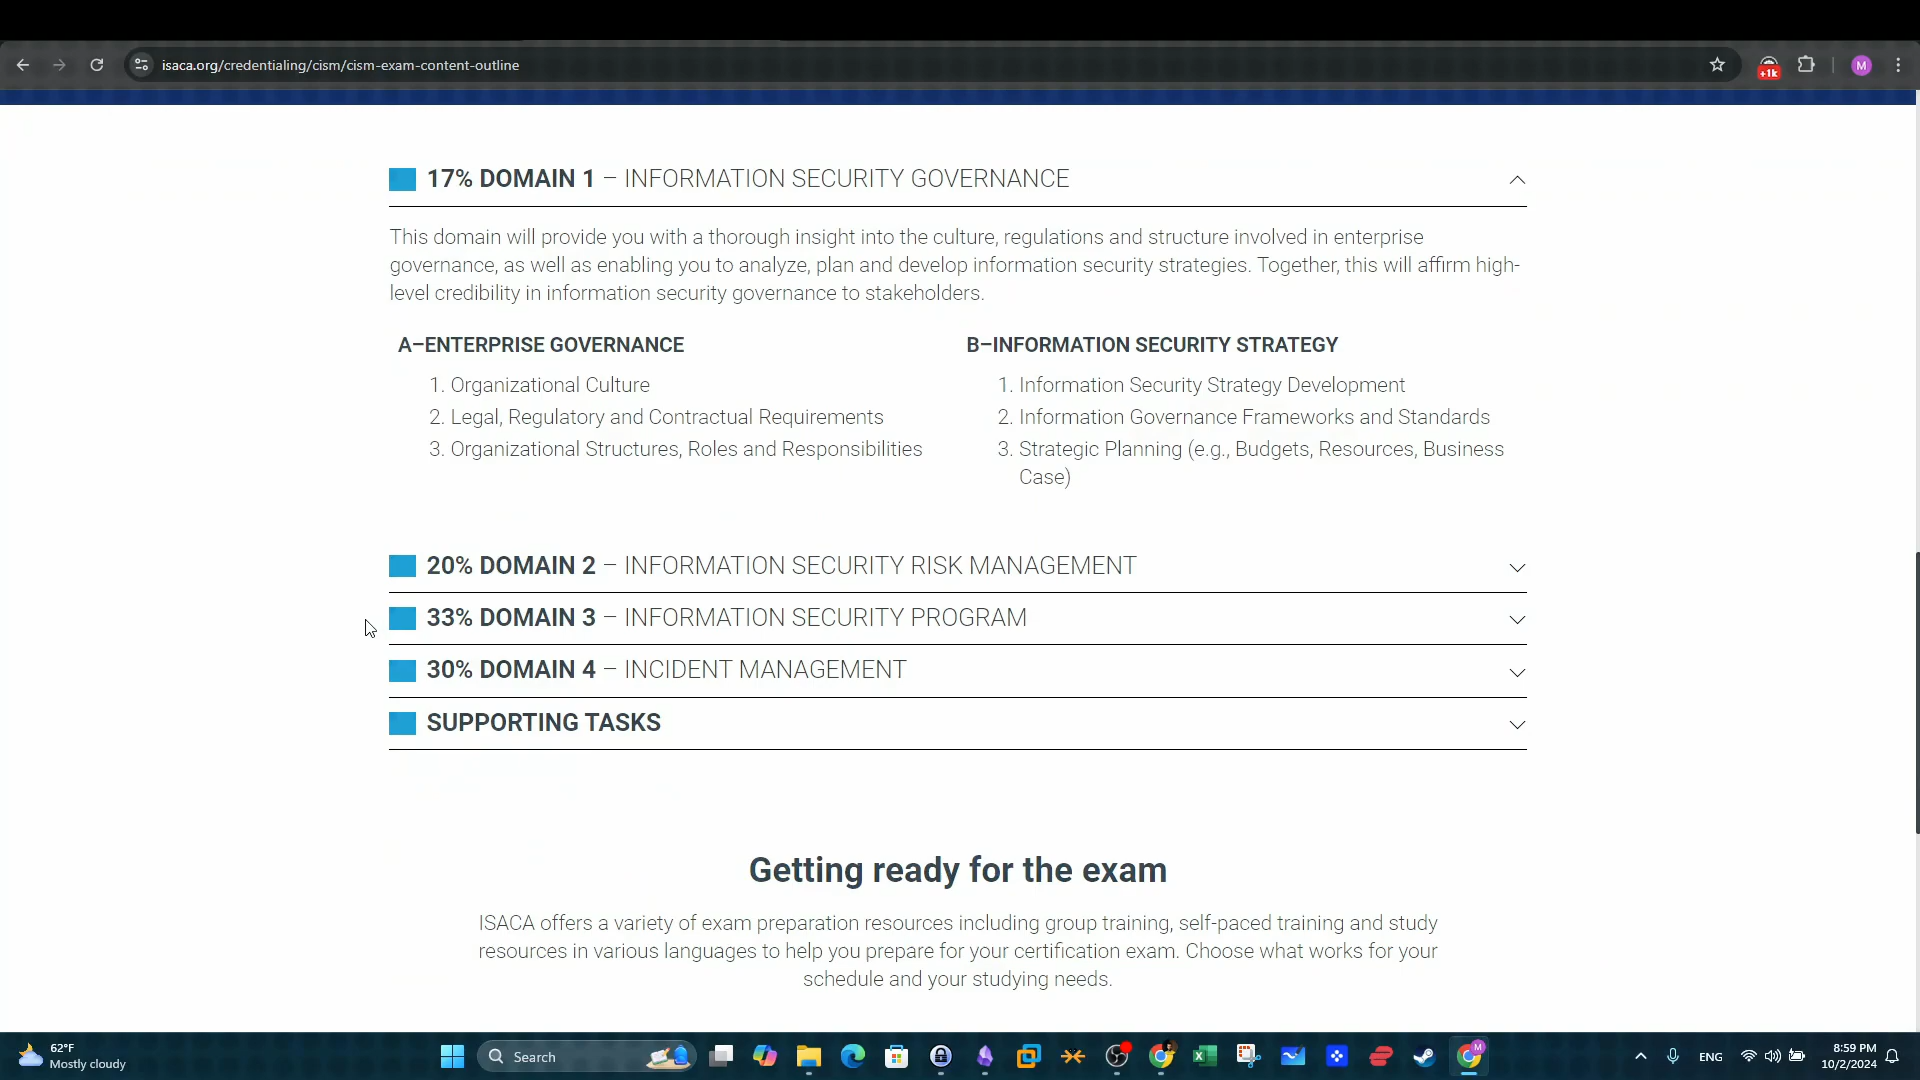 isaca.org/credentialing/cism/cism-exam-content-outline
+1k
M
17% DOMAIN 1 – INFORMATION SECURITY GOVERNANCE
This domain will provide you with a thorough insight into the culture, regulations and structure involved in enterprise
governance, as well as enabling you to analyze, plan and develop information security strategies. Together, this will affirm high-
level credibility in information security governance to stakeholders.
A–ENTERPRISE GOVERNANCE
1. Organizational Culture
2. Legal, Regulatory and Contractual Requirements
3. Organizational Structures, Roles and Responsibilities
B–INFORMATION SECURITY STRATEGY
1. Information Security Strategy Development
2. Information Governance Frameworks and Standards
3. Strategic Planning (e.g., Budgets, Resources, Business
Case)
20% DOMAIN 2 – INFORMATION SECURITY RISK MANAGEMENT
33% DOMAIN 3 – INFORMATION SECURITY PROGRAM
30% DOMAIN 4 – INCIDENT MANAGEMENT
SUPPORTING TASKS
Getting ready for the exam
ISACA offers a variety of exam preparation resources including group training, self-paced training and study
resources in various languages to help you prepare for your certification exam. Choose what works for your
schedule and your studying needs.
62°F
Mostly cloudy
Search
M
ENG
8:59 PM
10/2/2024